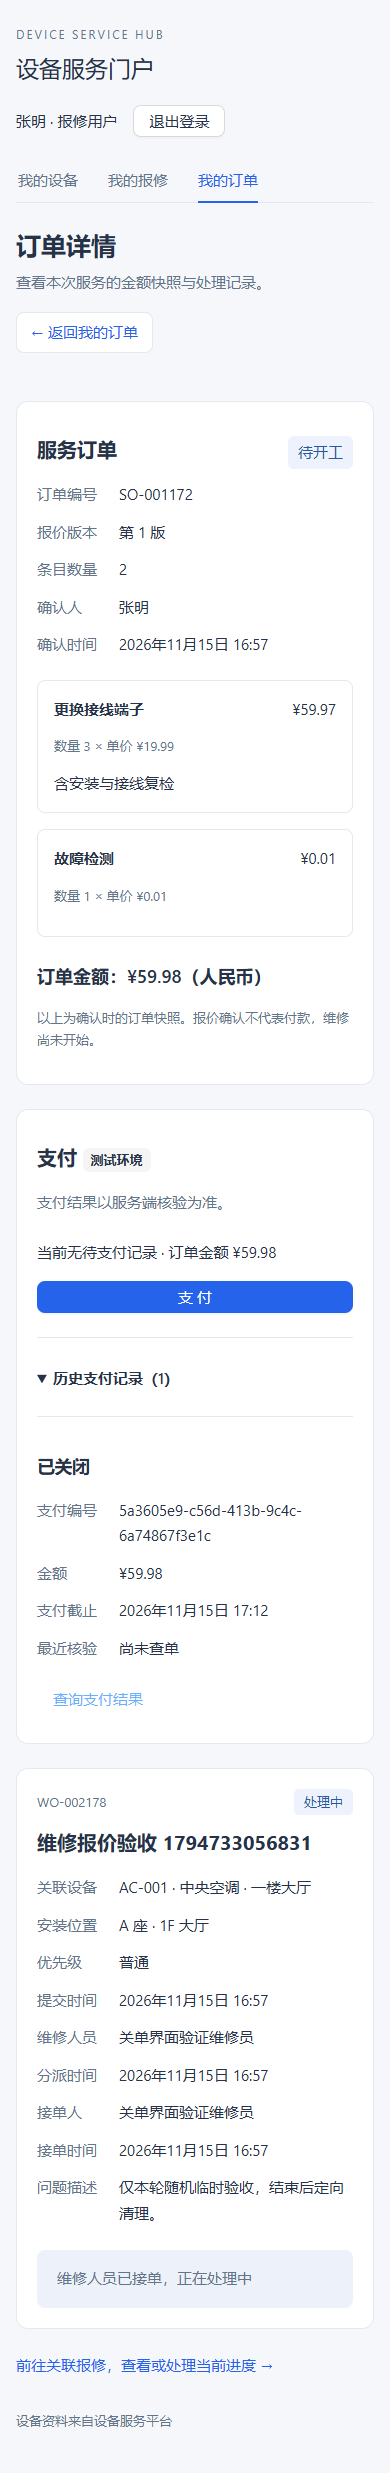 DEVICE SERVICE HUB
设备服务门户
张明 · 报修用户
退出登录
我的设备 我的报修 我的订单
订单详情
查看本次服务的金额快照与处理记录。
← 返回我的订单
服务订单 待开工
订单编号 SO-001172
报价版本 第 1 版
条目数量 2
确认人 张明
确认时间 2026年11月15日 16:57
更换接线端子 ¥59.97
数量 3 × 单价 ¥19.99
含安装与接线复检
故障检测 ¥0.01
数量 1 × 单价 ¥0.01
订单金额：¥59.98（人民币）
以上为确认时的订单快照。报价确认不代表付款，维修
尚未开始。
支付 测试环境
支付结果以服务端核验为准。
当前无待支付记录 · 订单金额 ¥59.98
支 付
▼ 历史支付记录（1）
已关闭
支付编号 5a3605e9-c56d-413b-9c4c-
6a74867f3e1c
金额 ¥59.98
支付截止 2026年11月15日 17:12
最近核验 尚未查单
查询支付结果
WO-002178 处理中
维修报价验收 1794733056831
关联设备 AC-001 · 中央空调 · 一楼大厅
安装位置 A 座 · 1F 大厅
优先级 普通
提交时间 2026年11月15日 16:57
维修人员 关单界面验证维修员
分派时间 2026年11月15日 16:57
接单人 关单界面验证维修员
接单时间 2026年11月15日 16:57
问题描述 仅本轮随机临时验收，结束后定向
清理。
维修人员已接单，正在处理中
前往关联报修，查看或处理当前进度 →
设备资料来自设备服务平台